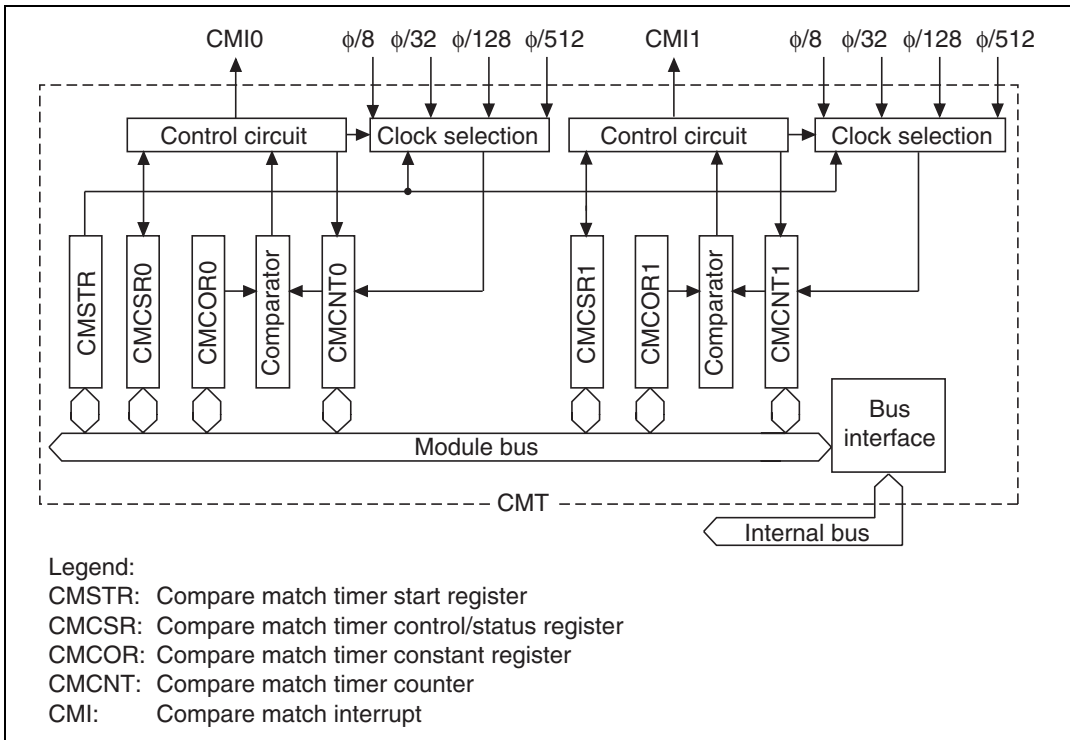 CMI0 ϕ/8 ϕ/32 ϕ/128 ϕ/512 CMI1 ϕ/8 ϕ/32 ϕ/128 ϕ/512
Control circuit Clock selection Control circuit Clock selection
CMSTR
CMCSR0
CMCOR0
Comparator
CMCNT0
CMCSR1
CMCOR1
Comparator
CMCNT1
Bus
interface
Module bus
CMT
Internal bus
Legend:
CMSTR: Compare match timer start register
CMCSR: Compare match timer control/status register
CMCOR: Compare match timer constant register
CMCNT: Compare match timer counter
CMI: Compare match interrupt